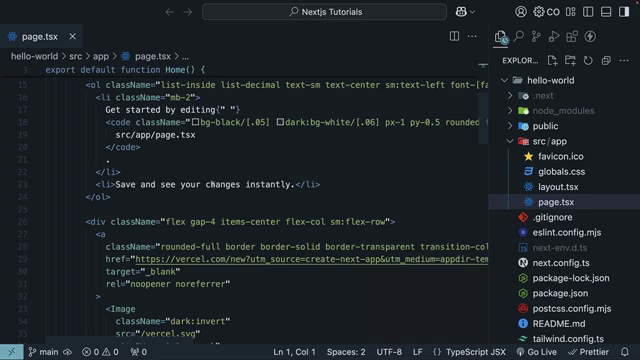 Nextjs Tutorials
CO
page.tsx
EXPLOR...
hello-world > src > app > page.tsx > ...
3 export default function Home() {
15 <ol className="list-inside list-decimal text-sm text-center sm:text-left font-[fa
16 <li className="mb-2">
17 Get started by editing{" "}
18 <code className="bg-black/[.05] dark:bg-white/[.06] px-1 py-0.5 rounded
19 src/app/page.tsx
20 </code>
21 .
22 </li>
23 <li>Save and see your changes instantly.</li>
24 </ol>
25
26 <div className="flex gap-4 items-center flex-col sm:flex-row">
27 <a
28 className="rounded-full border border-solid border-transparent transition-col
29 href="https://vercel.com/new?utm_source=create-next-app&utm_medium=appdir-tem
30 target="_blank"
31 rel="noopener noreferrer"
32 >
33 <Image
34 className="dark:invert"
35 src="/vercel.svg"
hello-world
.next
node_modules
public
src/app
favicon.ico
globals.css
layout.tsx
page.tsx
.gitignore
eslint.config.mjs
next-env.d.ts
next.config.ts
package-lock.json
package.json
postcss.config.mjs
README.md
tailwind.config.ts
main
0 0
0
Ln 1, Col 1
Spaces: 2
UTF-8
LF
{} TypeScript JSX
Go Live
Prettier